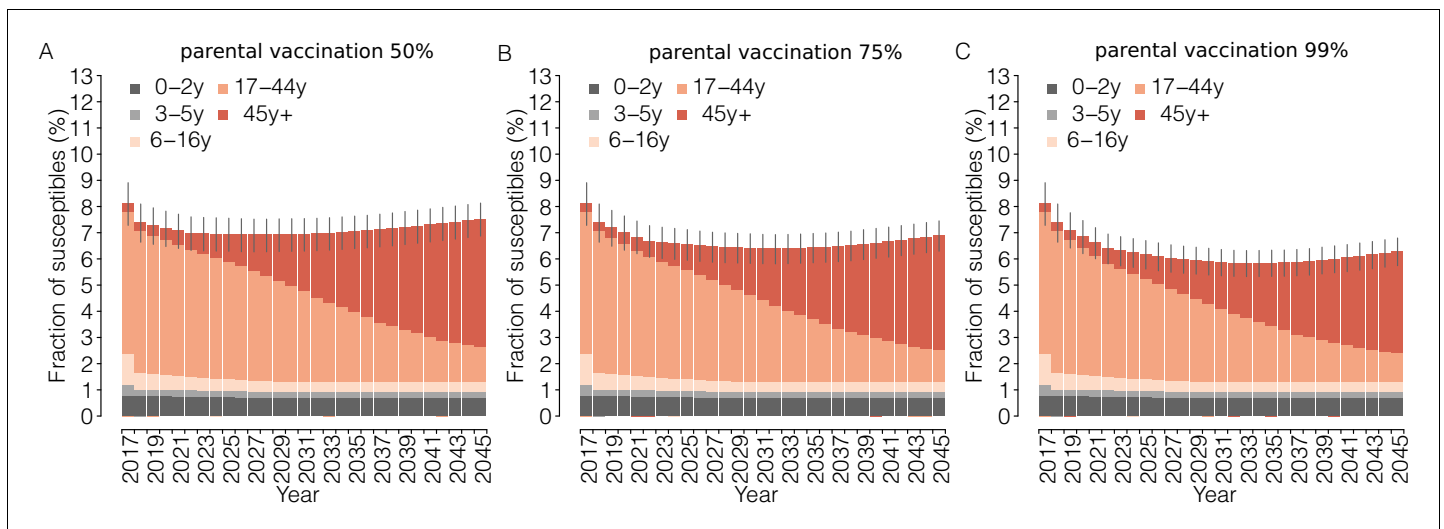 A parental vaccination 50%
0–2y 17–44y
3–5y 45y+
6–16y
Fraction of susceptibles (%)
13
12
11
10
9
8
7
6
5
4
3
2
1
0
2017 2019 2021 2023 2025 2027 2029 2031 2033 2035 2037 2039 2041 2043 2045
Year
B parental vaccination 75%
0–2y 17–44y
3–5y 45y+
6–16y
Fraction of susceptibles (%)
13
12
11
10
9
8
7
6
5
4
3
2
1
0
2017 2019 2021 2023 2025 2027 2029 2031 2033 2035 2037 2039 2041 2043 2045
Year
C parental vaccination 99%
0–2y 17–44y
3–5y 45y+
6–16y
Fraction of susceptibles (%)
13
12
11
10
9
8
7
6
5
4
3
2
1
0
2017 2019 2021 2023 2025 2027 2029 2031 2033 2035 2037 2039 2041 2043 2045
Year